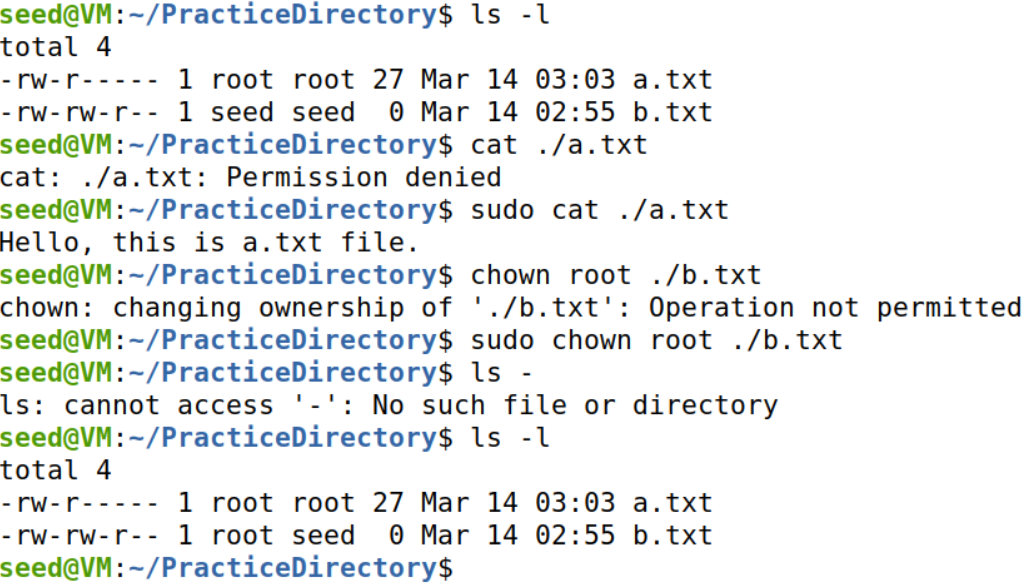 seed@VM:~/PracticeDirectory$ ls -l
total 4
-rw-r----- 1 root root 27 Mar 14 03:03 a.txt
-rw-rw-r-- 1 seed seed  0 Mar 14 02:55 b.txt
seed@VM:~/PracticeDirectory$ cat ./a.txt
cat: ./a.txt: Permission denied
seed@VM:~/PracticeDirectory$ sudo cat ./a.txt
Hello, this is a.txt file.
seed@VM:~/PracticeDirectory$ chown root ./b.txt
chown: changing ownership of './b.txt': Operation not permitted
seed@VM:~/PracticeDirectory$ sudo chown root ./b.txt
seed@VM:~/PracticeDirectory$ ls -
ls: cannot access '-': No such file or directory
seed@VM:~/PracticeDirectory$ ls -l
total 4
-rw-r----- 1 root root 27 Mar 14 03:03 a.txt
-rw-rw-r-- 1 root seed  0 Mar 14 02:55 b.txt
seed@VM:~/PracticeDirectory$